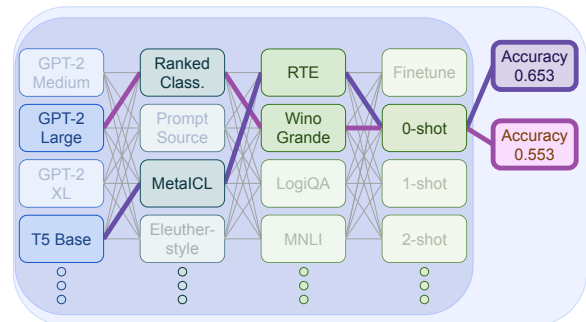 GPT-2
Medium
Ranked
Class.
RTE
Finetune
Accuracy
0.653
GPT-2
Large
Prompt
Source
Wino
Grande
0-shot
Accuracy
0.553
GPT-2
XL
MetaICL
LogiQA
1-shot
T5 Base
Eleuther-
style
MNLI
2-shot